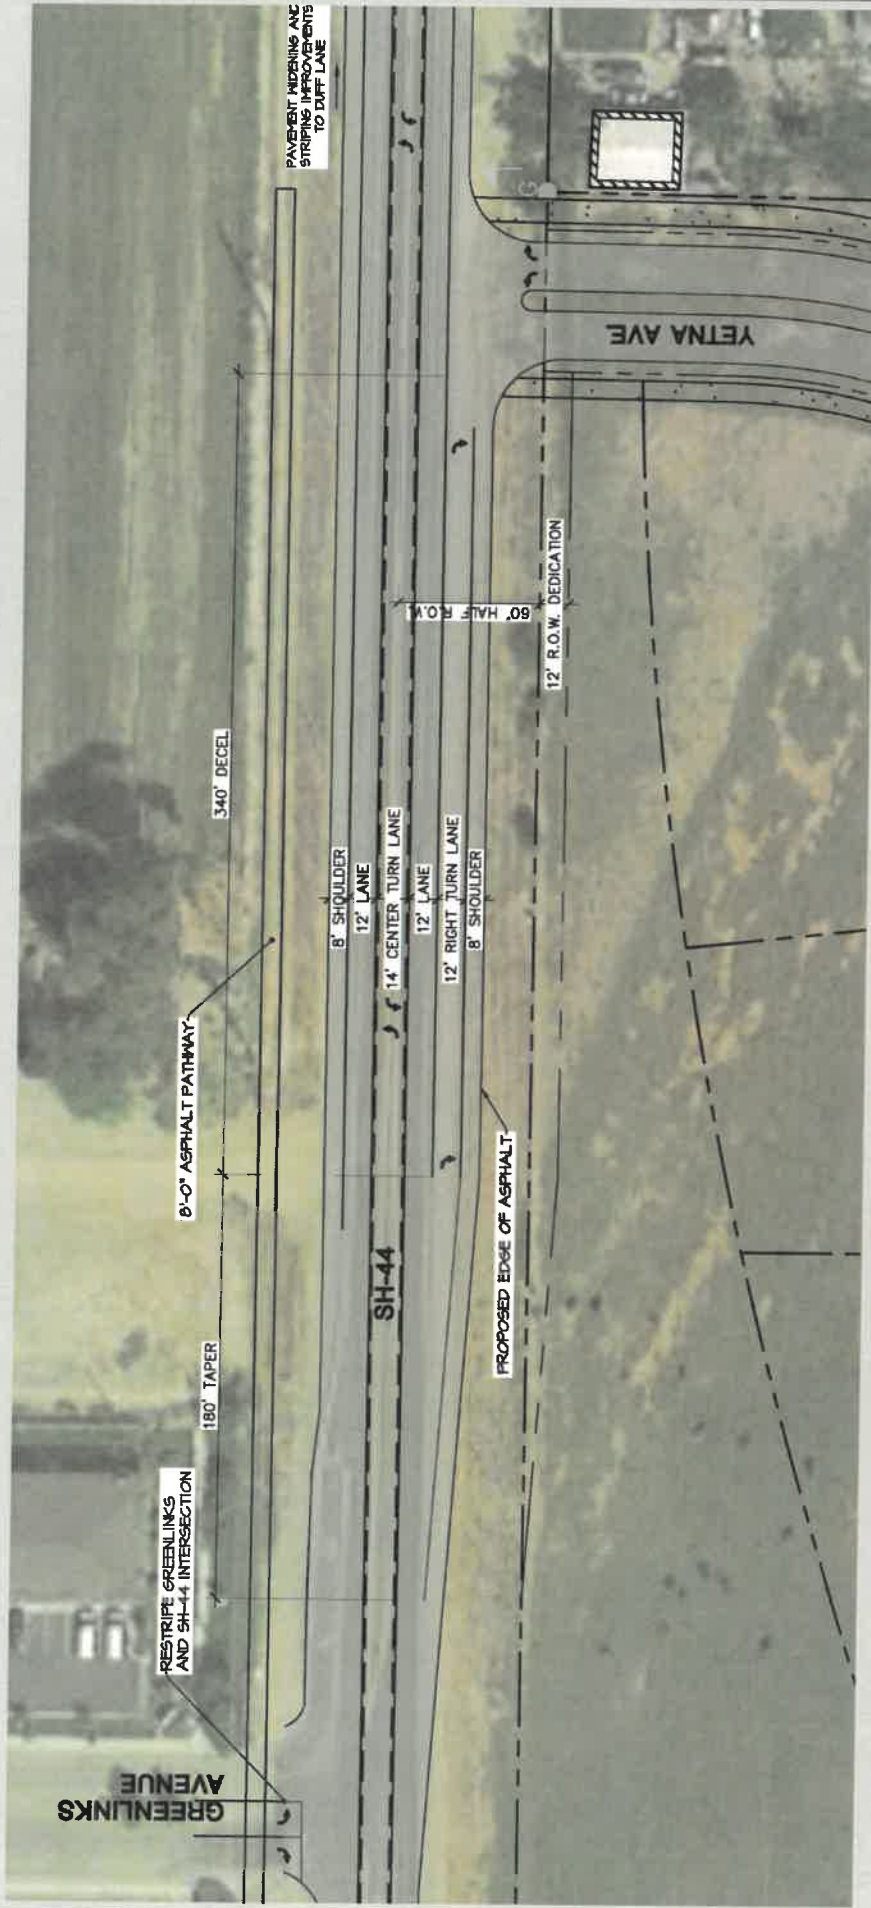 PAVEMENT WIDENING AND
STRIPING IMPROVEMENTS
TO DUFF LANE
G
YETNA AVE.
340' DECEL
12' R.O.W. DEDICATION
60' HALF R.O.W.
8'-0" ASPHALT PATHWAY
8' SHOULDER
12' LANE
14' CENTER TURN LANE
12' LANE
12' RIGHT TURN LANE
8' SHOULDER
PROPOSED EDGE OF ASPHALT
SH-44
180' TAPER
RESTRIPE GREENLINKS
AND SH-44 INTERSECTION
GREENLINKS
AVENUE